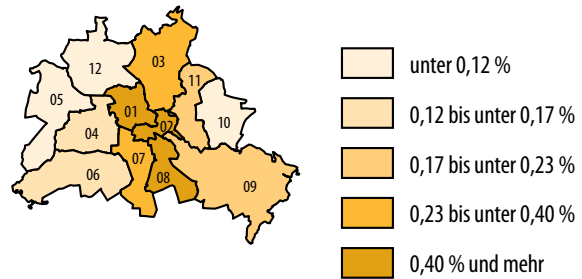 12
03
11
05
01
02
10
04
07
06
08
09
unter 0,12 %
0,12 bis unter 0,17 %
0,17 bis unter 0,23 %
0,23 bis unter 0,40 %
0,40 % und mehr